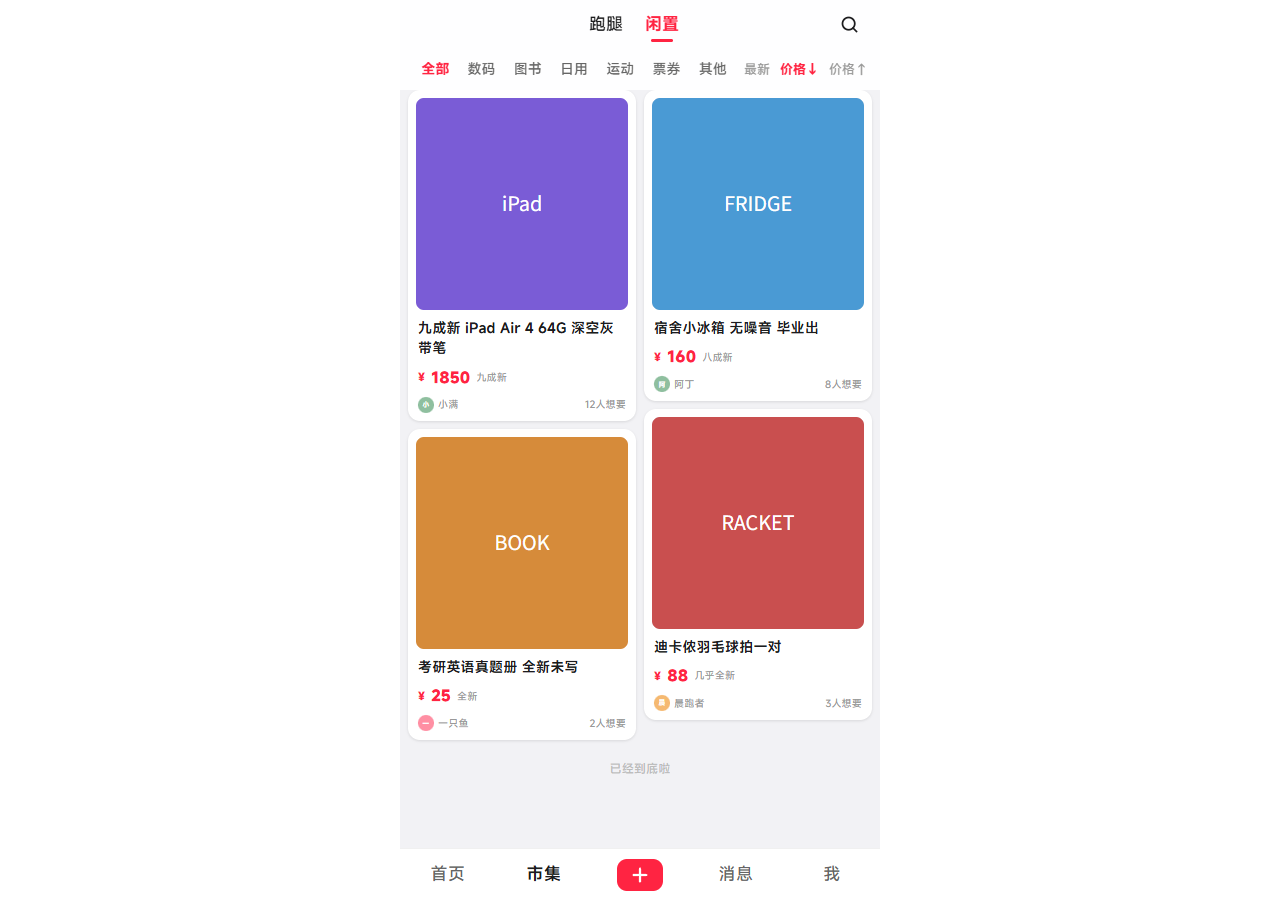 跑腿 闲置
全部 数码 图书 日用 运动 票券 其他 最新 价格↓ 价格↑
iPad
九成新 iPad Air 4 64G 深空灰
带笔
¥ 1850 九成新
小 小满 12人想要
FRIDGE
宿舍小冰箱 无噪音 毕业出
¥ 160 八成新
阿 阿丁 8人想要
BOOK
考研英语真题册 全新未写
¥ 25 全新
一 一只鱼 2人想要
RACKET
迪卡侬羽毛球拍一对
¥ 88 几乎全新
晨 晨跑者 3人想要
已经到底啦
首页 市集 + 消息 我